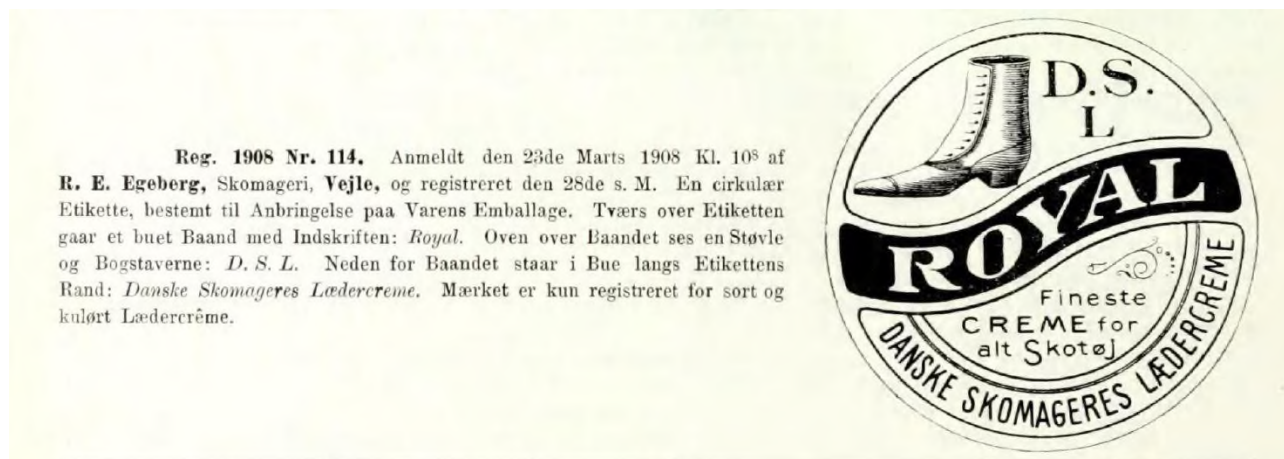 Reg. 1908 Nr. 114. Anmeldt den 23de Marts 1908 Kl. 10⁸ af
R. E. Egeberg, Skomageri, Vejle, og registreret den 28de s. M. En cirkulær
Etikette, bestemt til Anbringelse paa Varens Emballage. Tværs over Etiketten
gaar et buet Baand med Indskriften: Royal. Oven over Baandet ses en Støvle
og Bogstaverne: D. S. L. Neden for Baandet staar i Bue langs Etikettens
Rand: Danske Skomageres Lædercreme. Mærket er kun registreret for sort og
kulørt Lædercrême.
D.S.
L
ROYAL
Fineste
CREME for
alt Skotøj
DANSKE SKOMAGERES LÆDERCREME